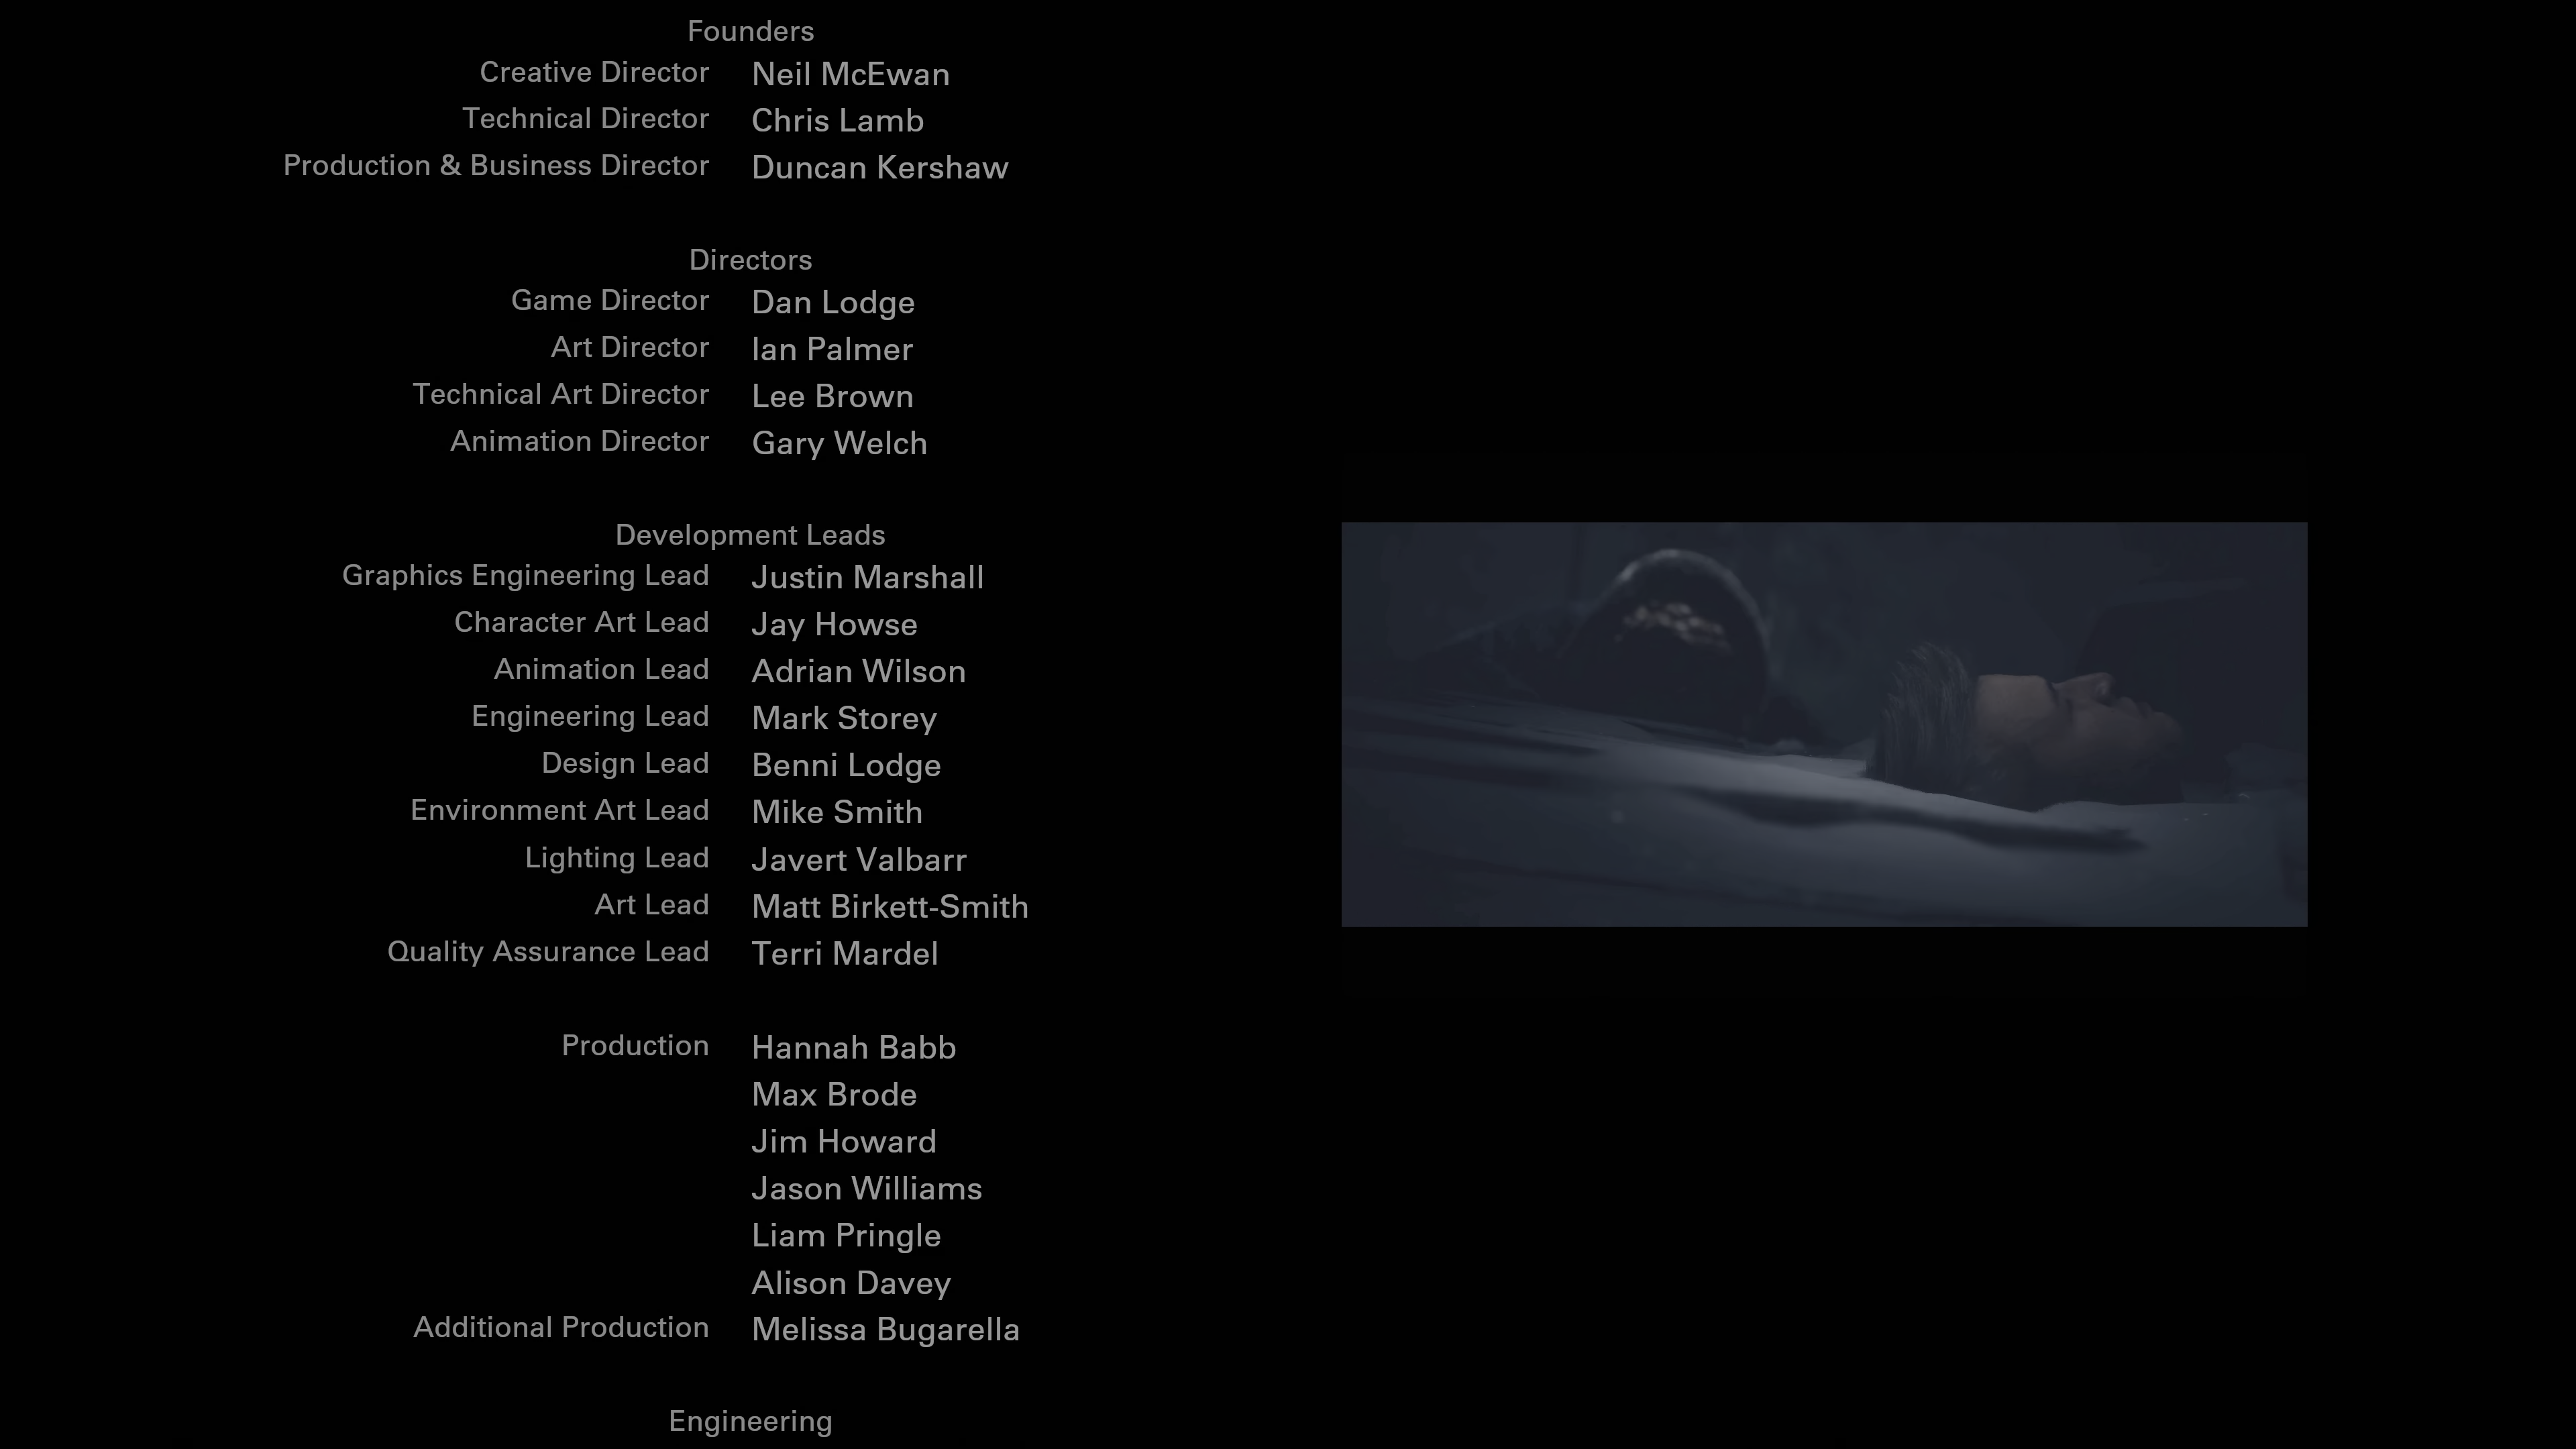 Founders
Creative Director Neil McEwan
Technical Director Chris Lamb
Production & Business Director Duncan Kershaw
Directors
Game Director Dan Lodge
Art Director Ian Palmer
Technical Art Director Lee Brown
Animation Director Gary Welch
Development Leads
Graphics Engineering Lead Justin Marshall
Character Art Lead Jay Howse
Animation Lead Adrian Wilson
Engineering Lead Mark Storey
Design Lead Benni Lodge
Environment Art Lead Mike Smith
Lighting Lead Javert Valbarr
Art Lead Matt Birkett-Smith
Quality Assurance Lead Terri Mardel
Production Hannah Babb
Max Brode
Jim Howard
Jason Williams
Liam Pringle
Alison Davey
Additional Production Melissa Bugarella
Engineering